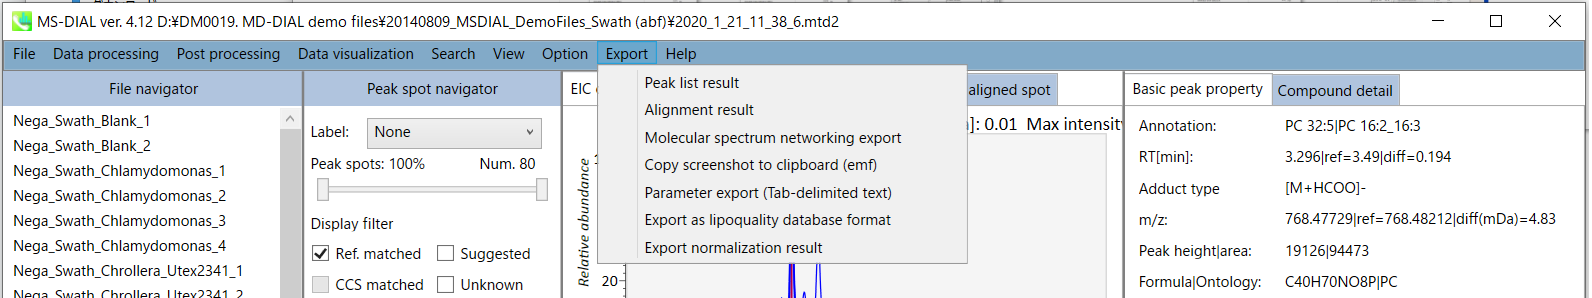 MS-DIAL ver. 4.12 D:¥DM0019. MD-DIAL demo files¥20140809_MSDIAL_DemoFiles_Swath (abf)¥2020_1_21_11_38_6.mtd2
File Data processing Post processing Data visualization Search View Option Export Help
File navigator
Nega_Swath_Blank_1
Nega_Swath_Blank_2
Nega_Swath_Chlamydomonas_1
Nega_Swath_Chlamydomonas_2
Nega_Swath_Chlamydomonas_3
Nega_Swath_Chlamydomonas_4
Nega_Swath_Chrollera_Utex2341_1
Nega_Swath_Chrollera_Utex2341_2
Peak spot navigator
Label: None
Peak spots: 100% Num. 80
Display filter
Ref. matched Suggested
CCS matched Unknown
EIC
Relative abundance
20
Peak list result
Alignment result
Molecular spectrum networking export
Copy screenshot to clipboard (emf)
Parameter export (Tab-delimited text)
Export as lipoquality database format
Export normalization result
aligned spot
]: 0.01 Max intensity
Basic peak property Compound detail
Annotation: PC 32:5|PC 16:2_16:3
RT[min]: 3.296|ref=3.49|diff=0.194
Adduct type [M+HCOO]-
m/z: 768.47729|ref=768.48212|diff(mDa)=4.83
Peak height|area: 19126|94473
Formula|Ontology: C40H70NO8P|PC